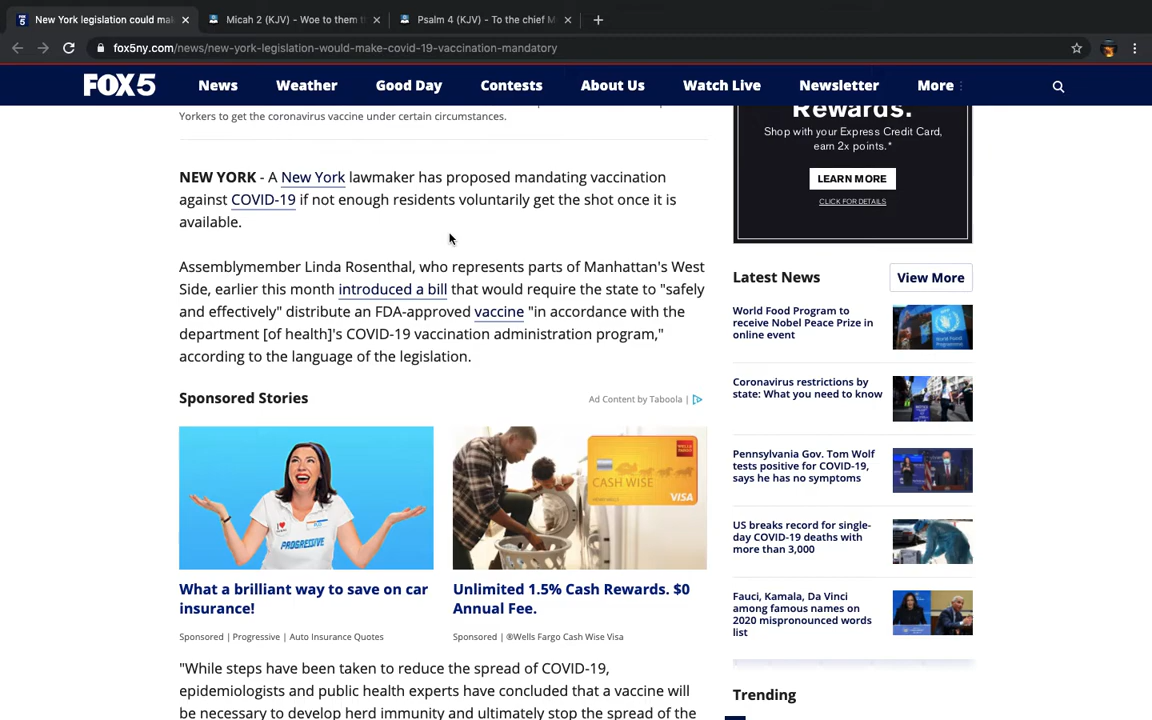 New York legislation could mak
Micah 2 (KJV) - Woe to them t
Psalm 4 (KJV) - To the chief M
fox5ny.com/news/new-york-legislation-would-make-covid-19-vaccination-mandatory
FOX5
News
Weather
Good Day
Contests
About Us
Watch Live
Newsletter
More
Yorkers to get the coronavirus vaccine under certain circumstances.
NEW YORK - A New York lawmaker has proposed mandating vaccination
against COVID-19 if not enough residents voluntarily get the shot once it is
available.
Assemblymember Linda Rosenthal, who represents parts of Manhattan's West
Side, earlier this month introduced a bill that would require the state to "safely
and effectively" distribute an FDA-approved vaccine "in accordance with the
department [of health]'s COVID-19 vaccination administration program,"
according to the language of the legislation.
Sponsored Stories
Ad Content by Taboola |
PROGRESSIVE
WELLS
FARGO
CASH WISE
VISA
What a brilliant way to save on car
insurance!
Sponsored | Progressive | Auto Insurance Quotes
Unlimited 1.5% Cash Rewards. $0
Annual Fee.
Sponsored | ®Wells Fargo Cash Wise Visa
"While steps have been taken to reduce the spread of COVID-19,
epidemiologists and public health experts have concluded that a vaccine will
be necessary to develop herd immunity and ultimately stop the spread of the
Rewards.
Shop with your Express Credit Card,
earn 2x points.*
LEARN MORE
CLICK FOR DETAILS
Latest News
View More
World Food Program to
receive Nobel Peace Prize in
online event
Coronavirus restrictions by
state: What you need to know
Pennsylvania Gov. Tom Wolf
tests positive for COVID-19,
says he has no symptoms
US breaks record for single-
day COVID-19 deaths with
more than 3,000
Fauci, Kamala, Da Vinci
among famous names on
2020 mispronounced words
list
Trending